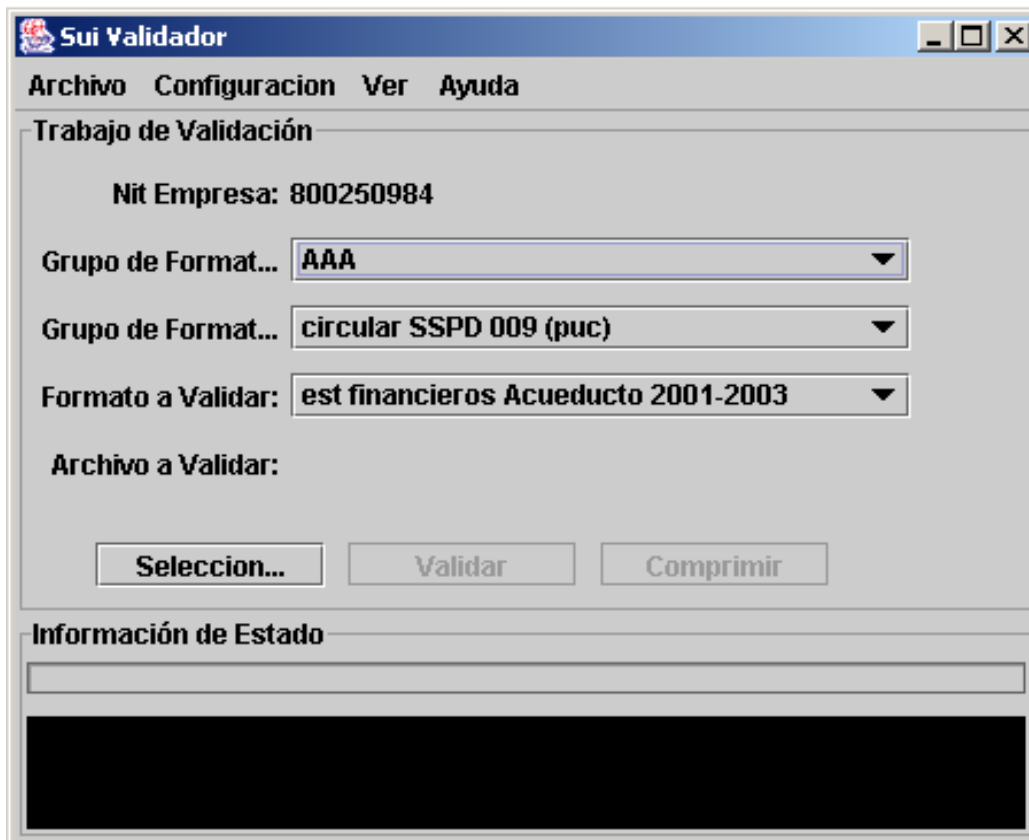 Sui Validador
Archivo Configuracion Ver Ayuda
Trabajo de Validación
Nit Empresa: 800250984
Grupo de Format... AAA
Grupo de Format... circular SSPD 009 (puc)
Formato a Validar: est financieros Acueducto 2001-2003
Archivo a Validar:
Seleccion... Validar Comprimir
Información de Estado